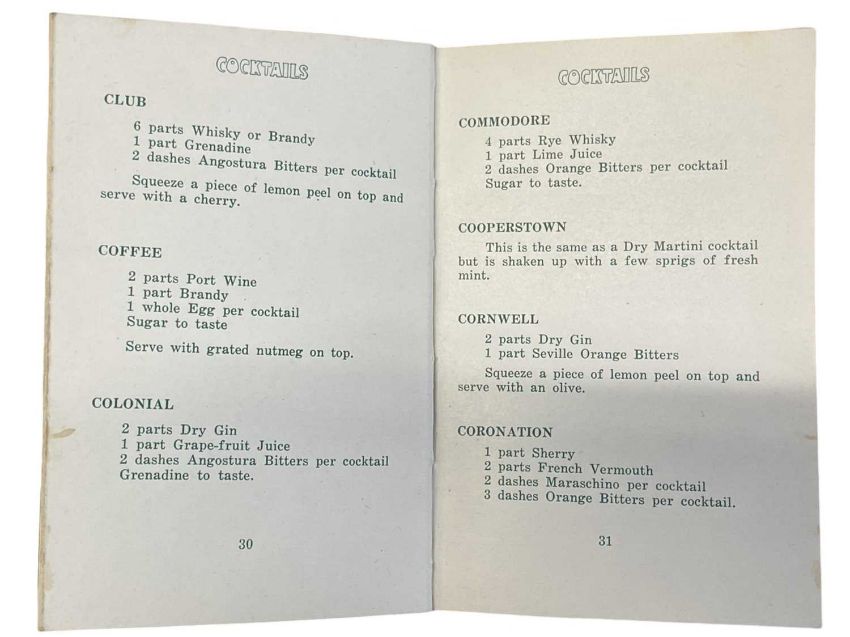 COCKTAILS
CLUB
6 parts Whisky or Brandy
1 part Grenadine
2 dashes Angostura Bitters per cocktail
Squeeze a piece of lemon peel on top and
serve with a cherry.
COFFEE
2 parts Port Wine
1 part Brandy
1 whole Egg per cocktail
Sugar to taste
Serve with grated nutmeg on top.
COLONIAL
2 parts Dry Gin
1 part Grape-fruit Juice
2 dashes Angostura Bitters per cocktail
Grenadine to taste.
30
COCKTAILS
COMMODORE
4 parts Rye Whisky
1 part Lime Juice
2 dashes Orange Bitters per cocktail
Sugar to taste.
COOPERSTOWN
This is the same as a Dry Martini cocktail
but is shaken up with a few sprigs of fresh
mint.
CORNWELL
2 parts Dry Gin
1 part Seville Orange Bitters
Squeeze a piece of lemon peel on top and
serve with an olive.
CORONATION
1 part Sherry
2 parts French Vermouth
2 dashes Maraschino per cocktail
3 dashes Orange Bitters per cocktail.
31